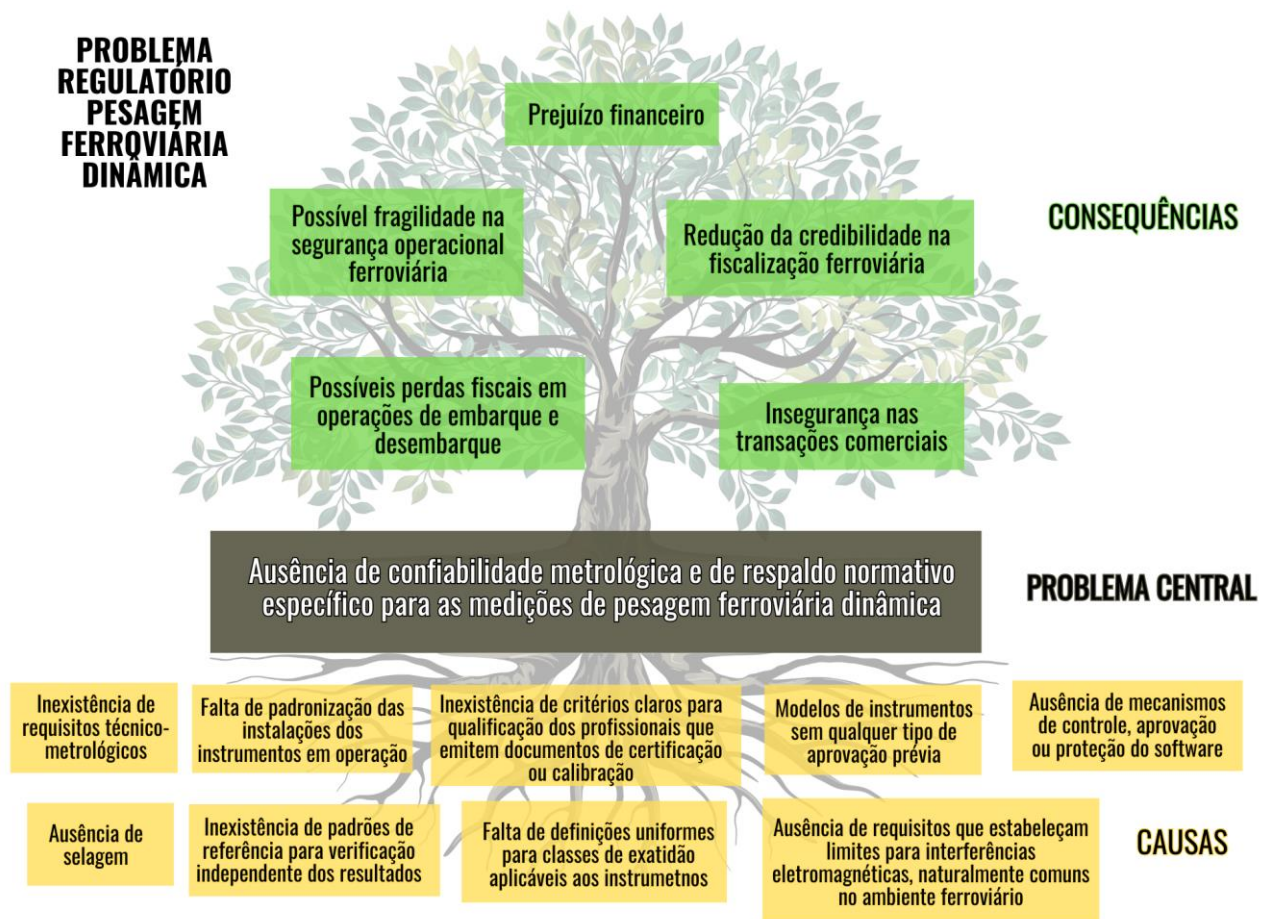 PROBLEMA
REGULATÓRIO
PESAGEM
FERROVIÁRIA
DINÂMICA
Prejuízo financeiro
Possível fragilidade na
segurança operacional
ferroviária
Redução da credibilidade na
fiscalização ferroviária
CONSEQUÊNCIAS
Possíveis perdas fiscais em
operações de embarque e
desembarque
Insegurança nas
transações comerciais
Ausência de confiabilidade metrológica e de respaldo normativo
específico para as medições de pesagem ferroviária dinâmica
PROBLEMA CENTRAL
Inexistência de
requisitos técnico-
metrológicos
Falta de padronização das
instalações dos
instrumentos em operação
Inexistência de critérios claros para
qualificação dos profissionais que
emitem documentos de certificação
ou calibração
Modelos de instrumentos
sem qualquer tipo de
aprovação prévia
Ausência de mecanismos
de controle, aprovação
ou proteção do software
Ausência de
selagem
Inexistência de padrões de
referência para verificação
independente dos resultados
Falta de definições uniformes
para classes de exatidão
aplicáveis aos instrumetnos
Ausência de requisitos que estabeleçam
limites para interferências
eletromagnéticas, naturalmente comuns
no ambiente ferroviário
CAUSAS